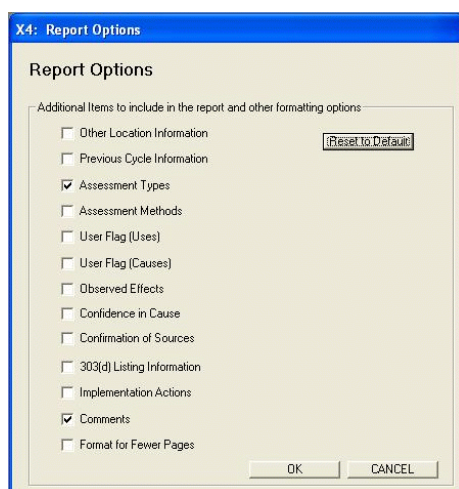 X4: Report Options
Report Options
Additional Items to include in the report and other formatting options
Other Location Information
Reset to Default
Previous Cycle Information
Assessment Types
Assessment Methods
User Flag (Uses)
User Flag (Causes)
Observed Effects
Confidence in Cause
Confirmation of Sources
303(d) Listing Information
Implementation Actions
Comments
Format for Fewer Pages
OK CANCEL